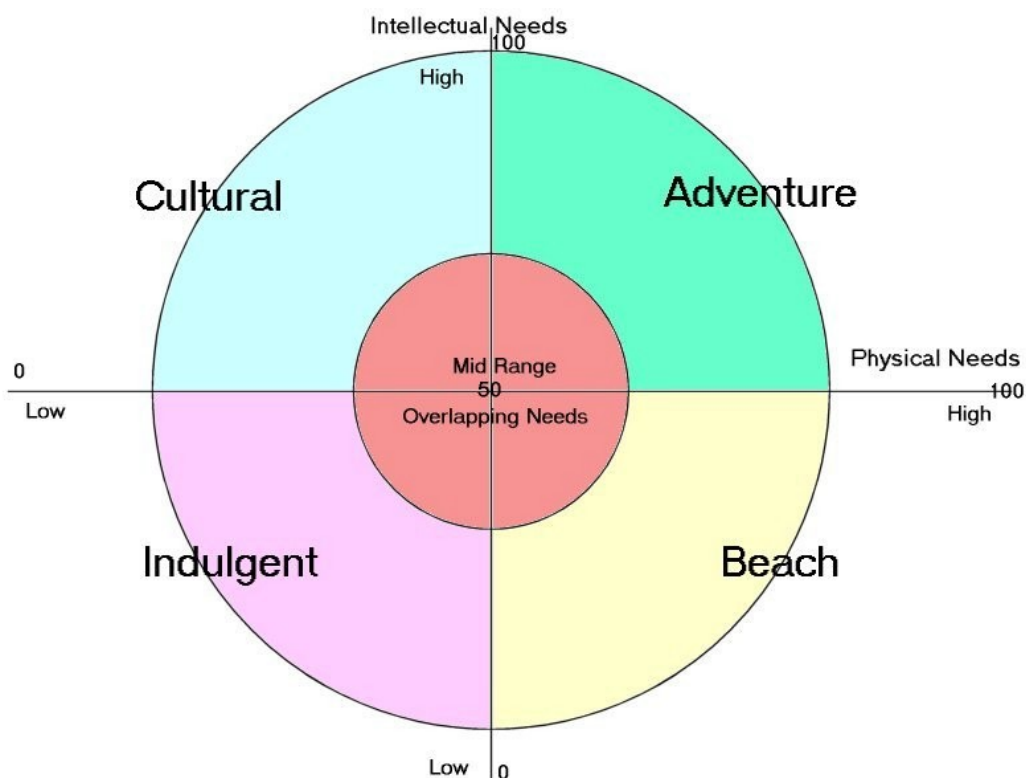 Intellectual Needs
100
High
Cultural
Adventure
Mid Range
Physical Needs
0
50
100
Low
Overlapping Needs
High
Indulgent
Beach
Low
0